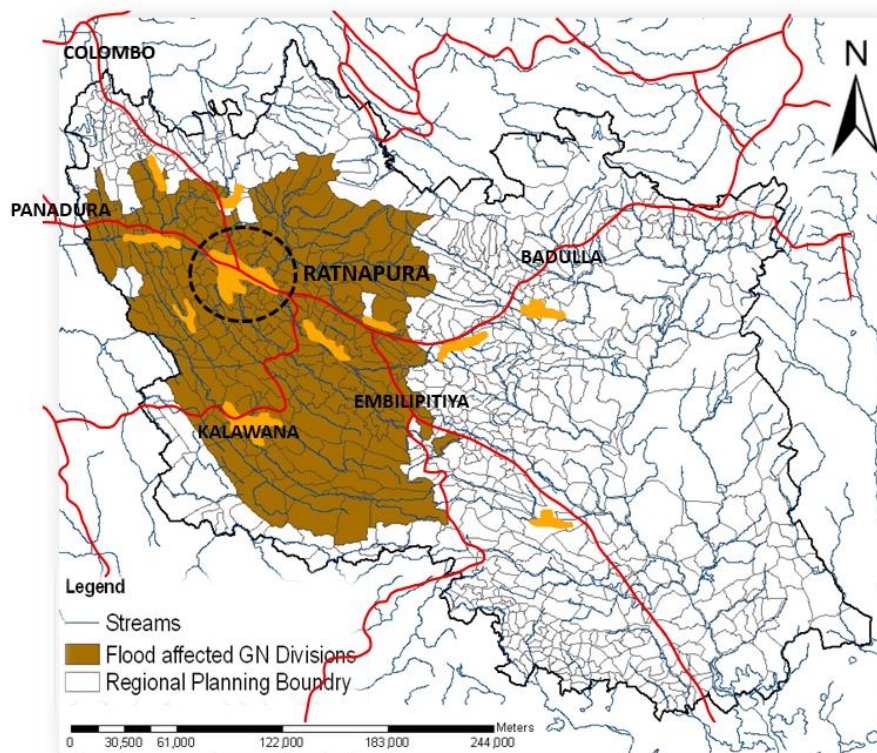 COLOMBO
N
PANADURA
RATNAPURA
BADULLA
EMBILIPITIYA
KALAWANA
Legend
Streams
Flood affected GN Divisions
Regional Planning Boundry
Meters
0 30,500 61,000 122,000 183,000 244,000